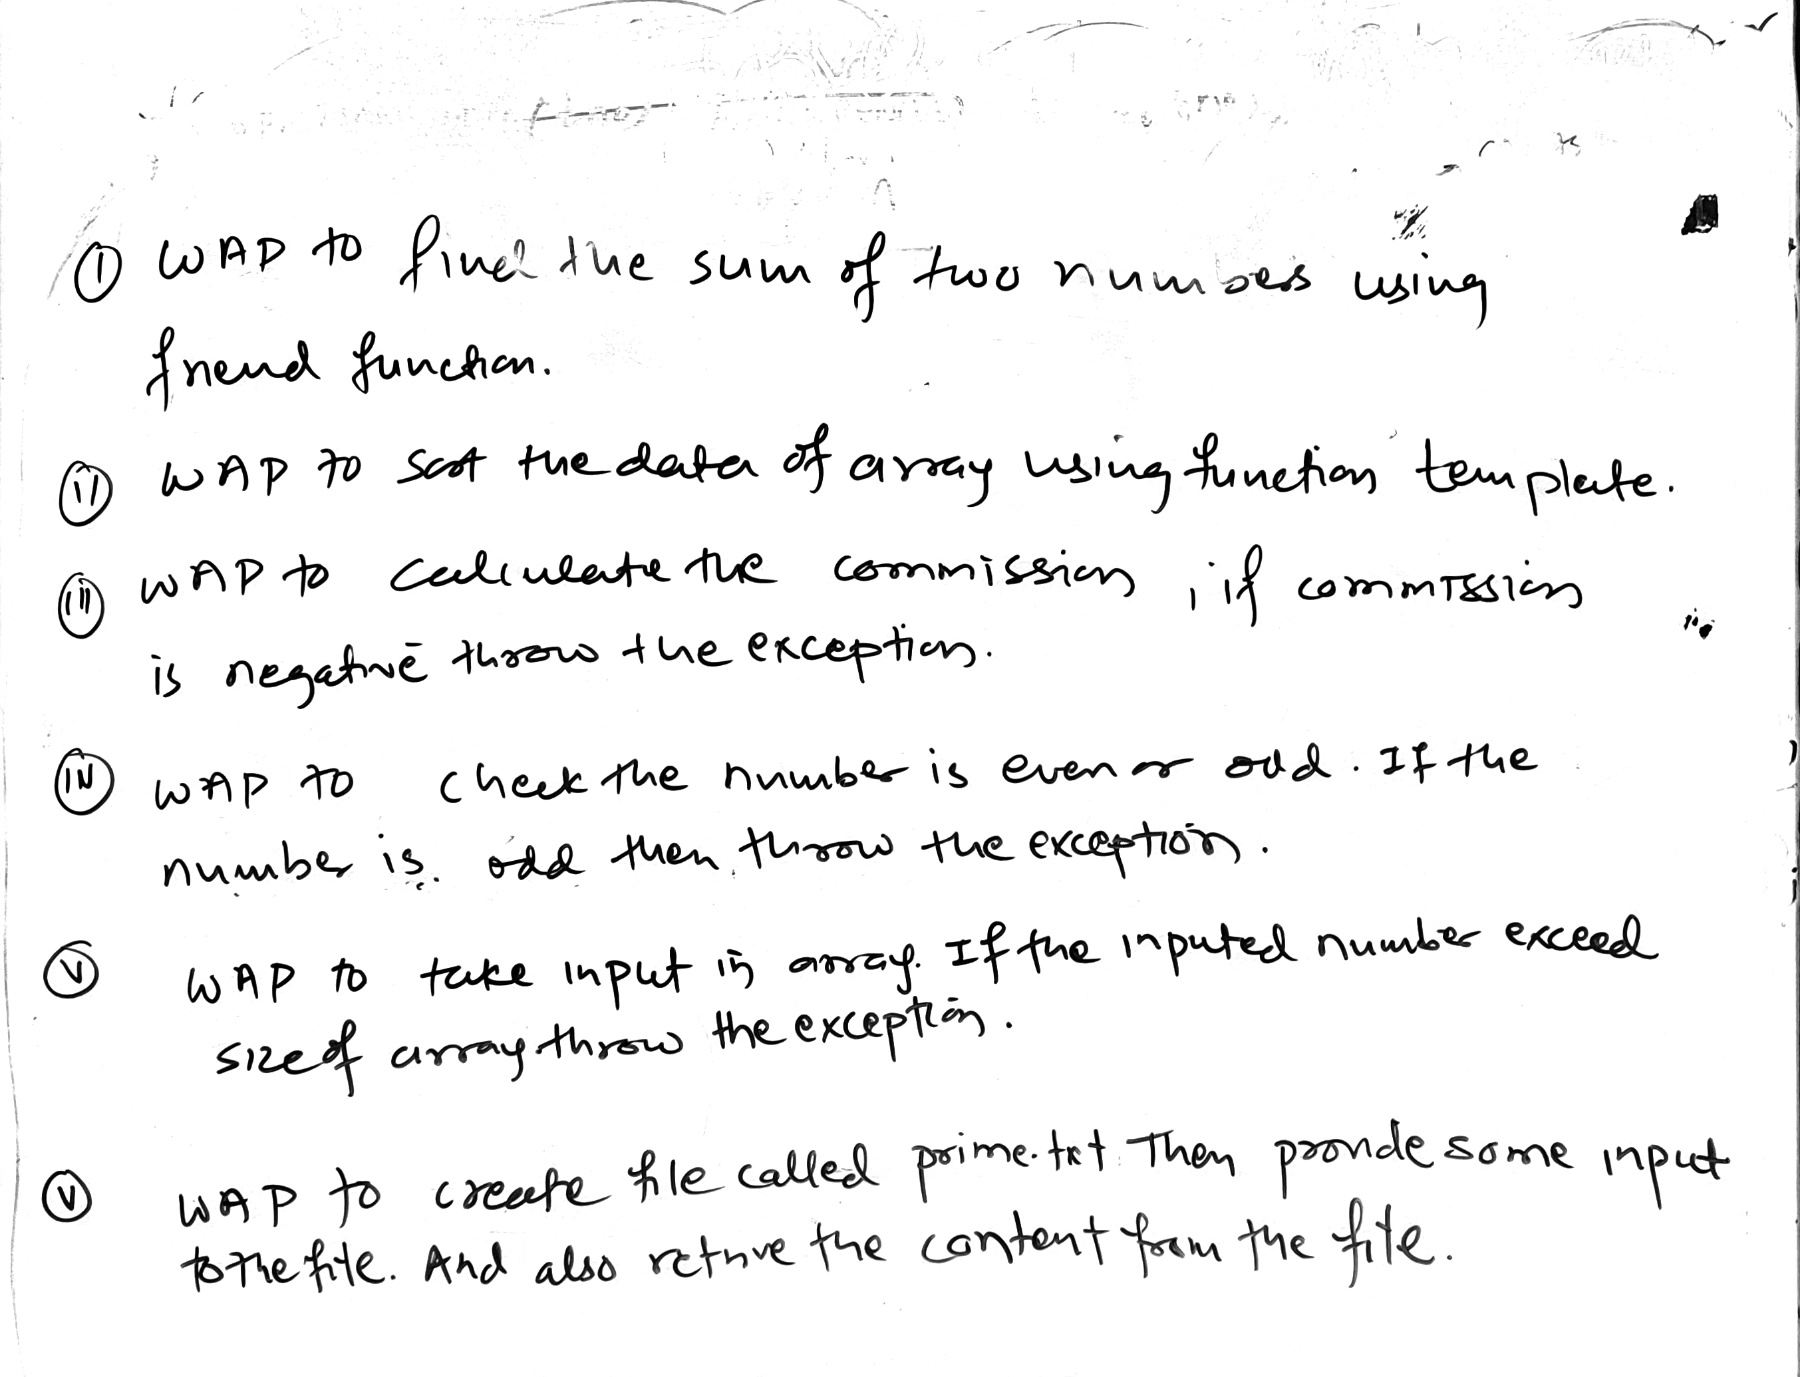 ① WAP to find the sum of two numbers using
friend function.
ⅱ WAP to sort the data of array using function template.
ⅲ WAP to calculate the commission, if commission
is negative throw the exception.
ⅳ WAP to check the number is even or odd. If the
number is odd then throw the exception.
ⅴ WAP to take input in array. If the inputed number exceed
size of array throw the exception.
ⅴ WAP to create file called prime.txt Then provide some input
to the file. And also retrive the content from the file.